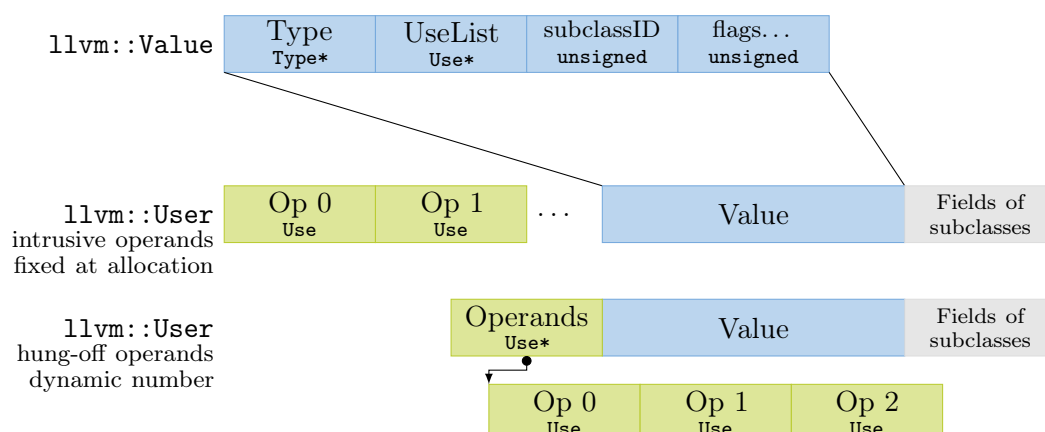 llvm::Value
Type UseList subclassID flags...
Type* Use* unsigned unsigned
llvm::User
intrusive operands
fixed at allocation
Op 0 Op 1 ... Value Fields of
Use Use subclasses
llvm::User
hung-off operands
dynamic number
Operands Value Fields of
Use* subclasses
Op 0 Op 1 Op 2
Use Use Use